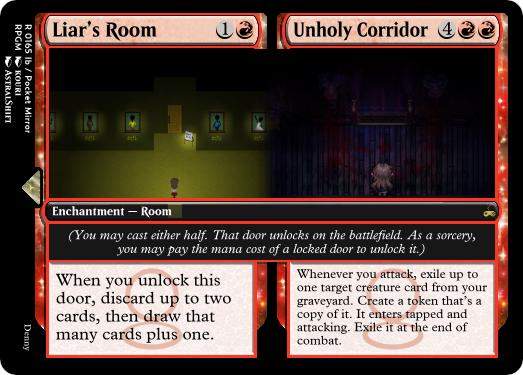 Liar's Room 1
Unholy Corridor 4
R 0165 lb / Pocket Mirror
RPGM KOURI
ASTRALSHIFT
Denny
Enchantment — Room
(You may cast either half. That door unlocks on the battlefield. As a sorcery,
you may pay the mana cost of a locked door to unlock it.)
When you unlock this
door, discard up to two
cards, then draw that
many cards plus one.
Whenever you attack, exile up to
one target creature card from your
graveyard. Create a token that's a
copy of it. It enters tapped and
attacking. Exile it at the end of
combat.